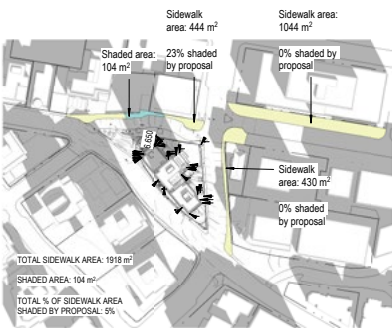 Sidewalk
area: 444 m²
Sidewalk area:
1044 m²
Shaded area:
104 m²
23% shaded
by proposal
0% shaded by
proposal
6.650
Sidewalk
area: 430 m²
0% shaded
by proposal
TOTAL SIDEWALK AREA: 1918 m²
SHADED AREA: 104 m²
TOTAL % OF SIDEWALK AREA
SHADED BY PROPOSAL: 5%